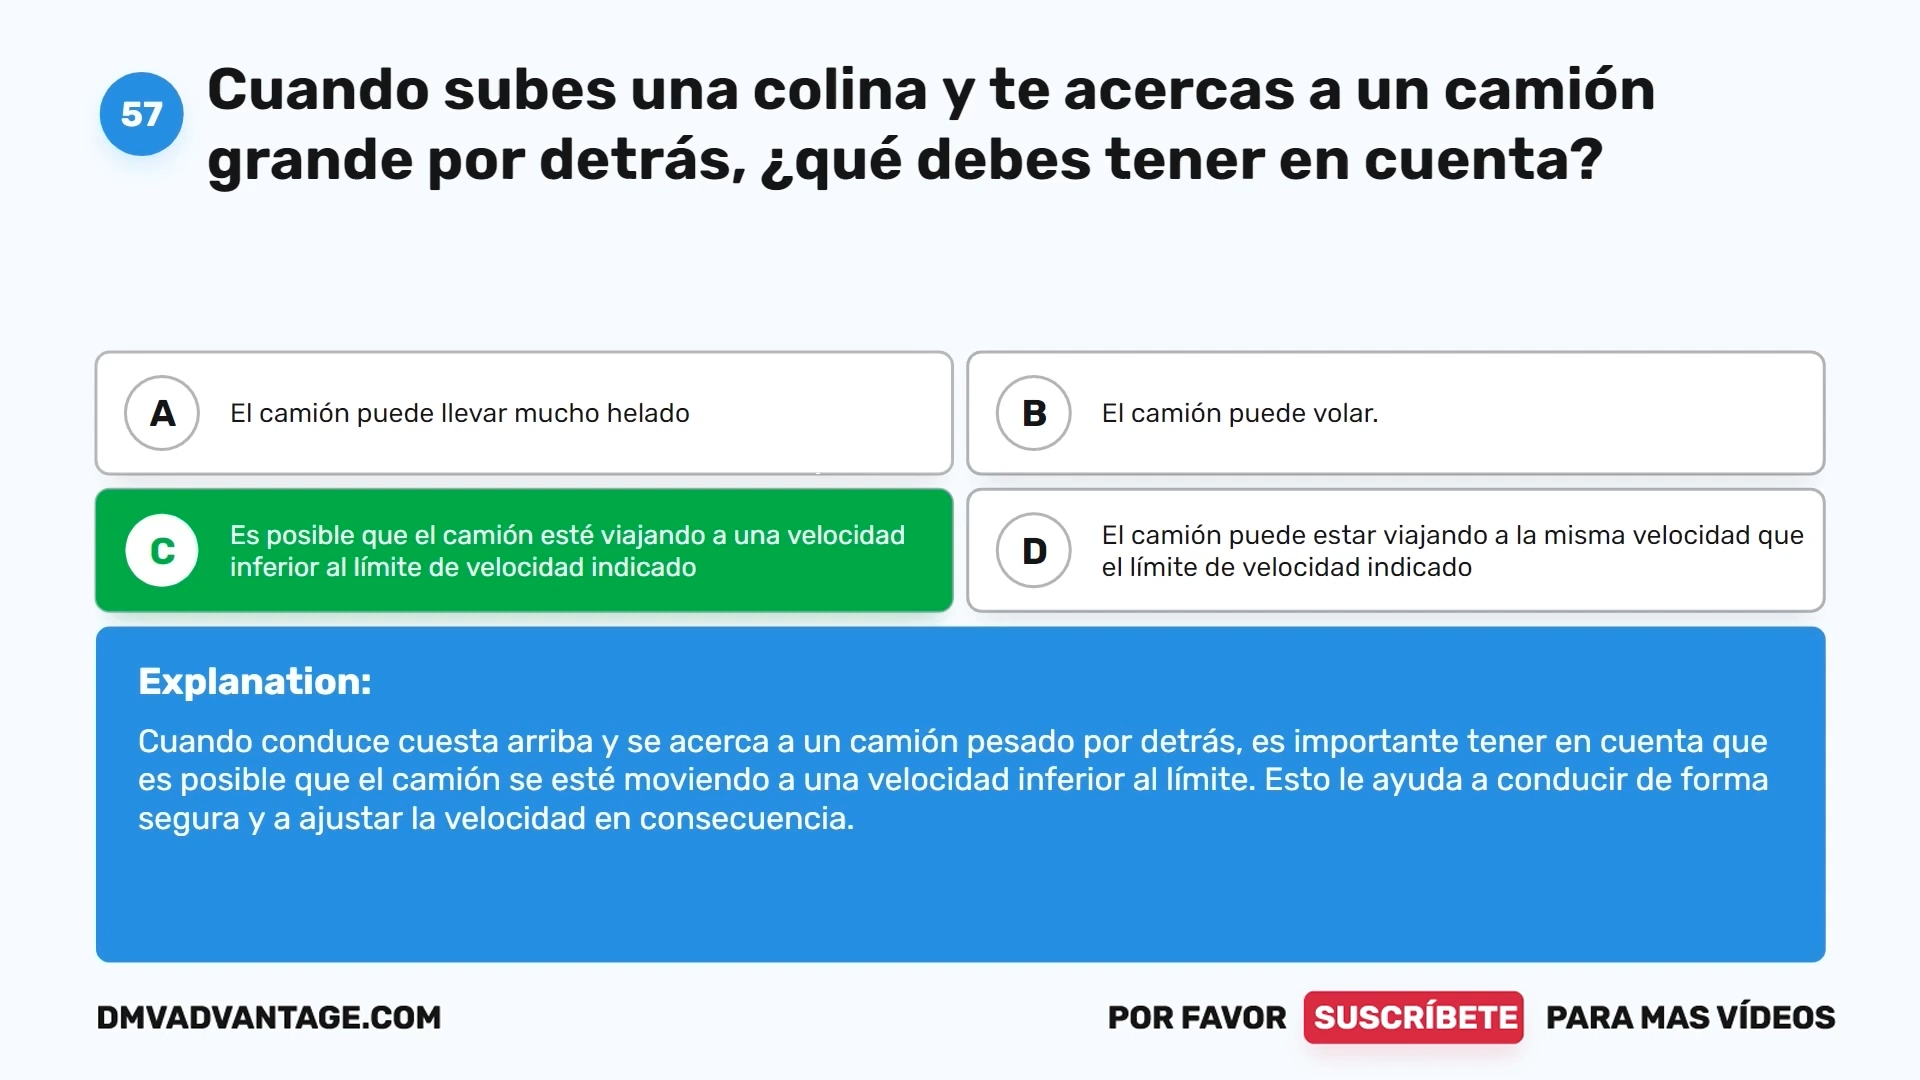 57
Cuando subes una colina y te acercas a un camión
grande por detrás, ¿qué debes tener en cuenta?
A
El camión puede llevar mucho helado
B
El camión puede volar.
C
Es posible que el camión esté viajando a una velocidad
inferior al límite de velocidad indicado
D
El camión puede estar viajando a la misma velocidad que
el límite de velocidad indicado
Explanation:
Cuando conduce cuesta arriba y se acerca a un camión pesado por detrás, es importante tener en cuenta que
es posible que el camión se esté moviendo a una velocidad inferior al límite. Esto le ayuda a conducir de forma
segura y a ajustar la velocidad en consecuencia.
DMVADVANTAGE.COM
POR FAVOR SUSCRÍBETE PARA MAS VÍDEOS